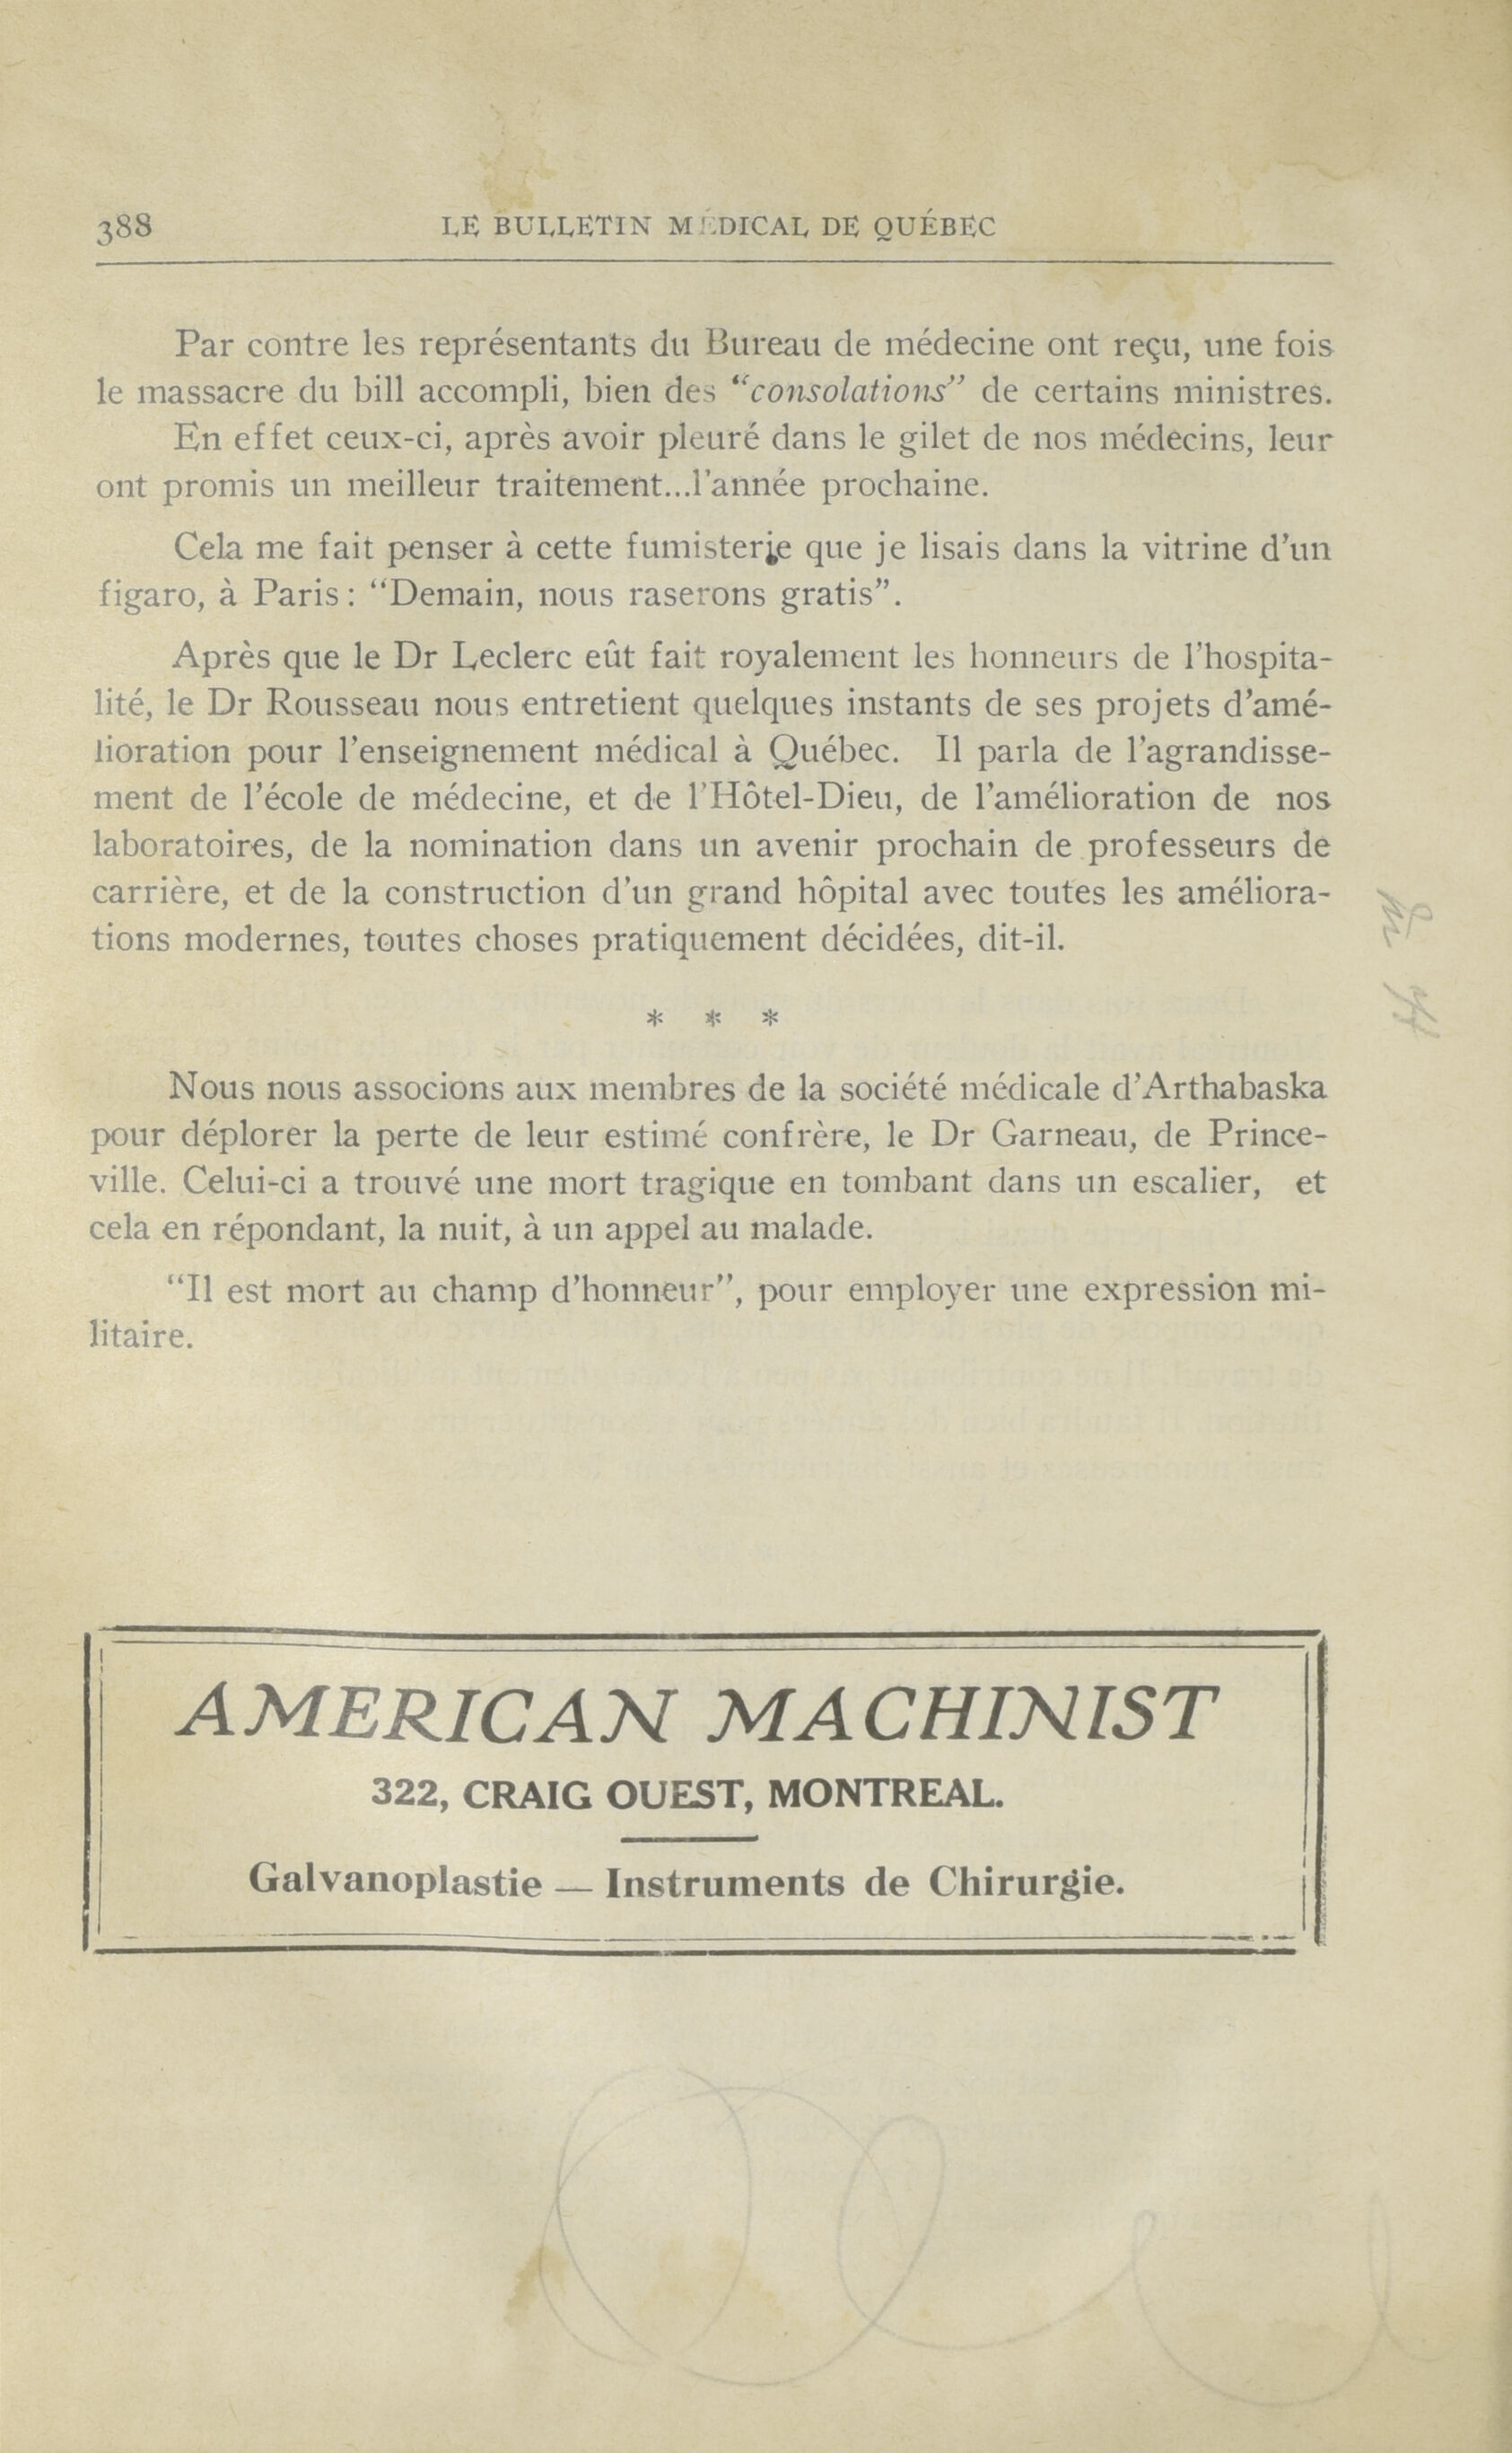 388 LE BULLETIN MÉDICAL DE QUÉBEC
Par contre les représentants du Bureau de médecine ont reçu, une fois
le massacre du bill accompli, bien des “consolations” de certains ministres.
En effet ceux-ci, après avoir pleuré dans le gilet de nos médecins, leur
ont promis un meilleur traitement...l’année prochaine.
Cela me fait penser à cette fumisterie que je lisais dans la vitrine d’un
figaro, à Paris : “Demain, nous raserons gratis”.
Après que le Dr Leclerc eût fait royalement les honneurs de l’hospita-
lité, le Dr Rousseau nous entretient quelques instants de ses projets d’amé-
lioration pour l’enseignement médical à Québec. Il parla de l’agrandisse-
ment de l’école de médecine, et de l’Hôtel-Dieu, de l’amélioration de nos
laboratoires, de la nomination dans un avenir prochain de professeurs de
carrière, et de la construction d’un grand hôpital avec toutes les améliora-
tions modernes, toutes choses pratiquement décidées, dit-il.
* * *
Nous nous associons aux membres de la société médicale d’Arthabaska
pour déplorer la perte de leur estimé confrère, le Dr Garneau, de Prince-
ville. Celui-ci a trouvé une mort tragique en tombant dans un escalier, et
cela en répondant, la nuit, à un appel au malade.
“Il est mort au champ d’honneur”, pour employer une expression mi-
litaire.
AMERICAN MACHINIST
322, CRAIG OUEST, MONTREAL.
Galvanoplastie — Instruments de Chirurgie.